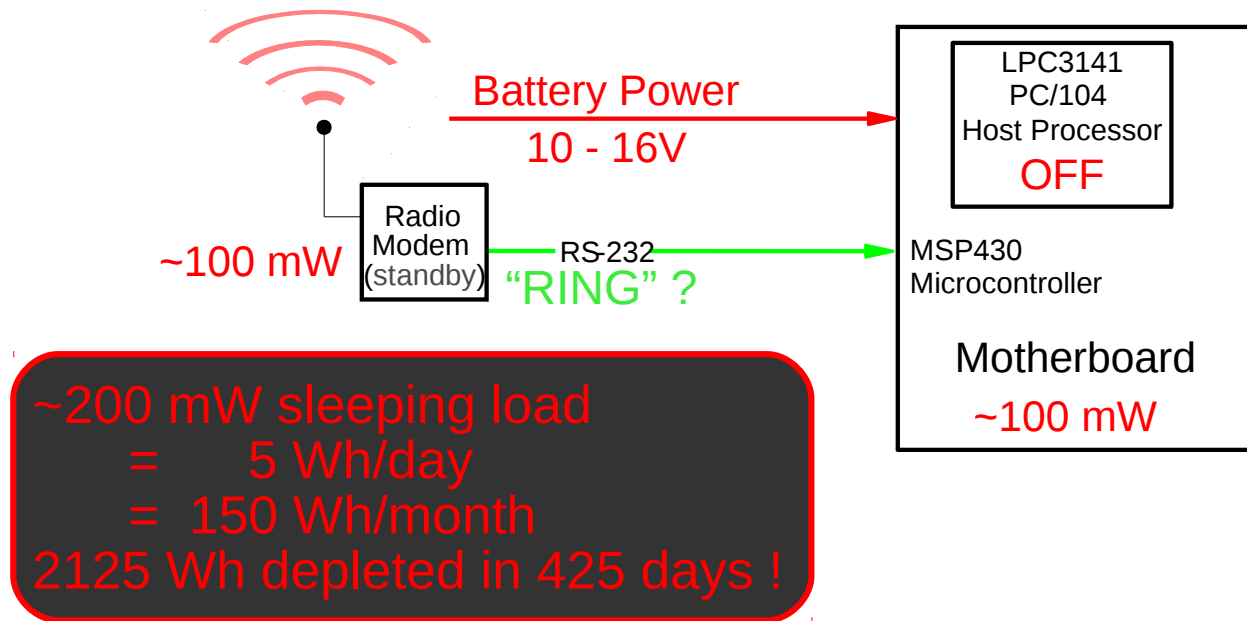 Battery Power
10 - 16V
LPC3141
PC/104
Host Processor
OFF
Radio
Modem
(standby)
~100 mW
RS-232
“RING” ?
MSP430
Microcontroller
Motherboard
~100 mW
~200 mW sleeping load
= 5 Wh/day
= 150 Wh/month
2125 Wh depleted in 425 days !